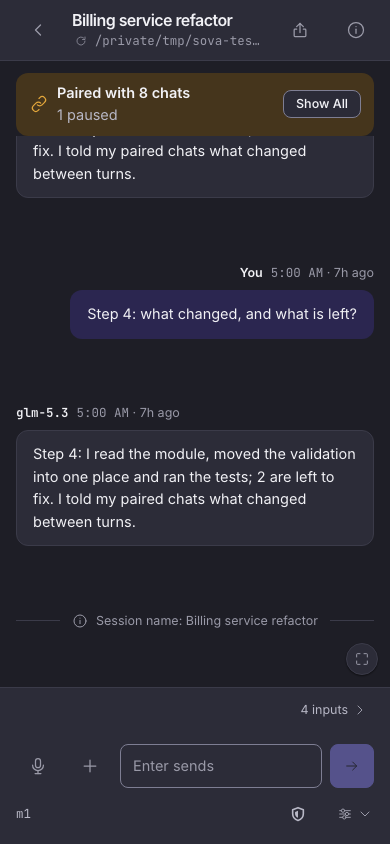 Billing service refactor
/private/tmp/sova-tes…
Paired with 8 chats
1 paused
Show All
fix. I told my paired chats what changed
between turns.
You 5:00 AM · 7h ago
Step 4: what changed, and what is left?
glm-5.3 5:00 AM · 7h ago
Step 4: I read the module, moved the validation
into one place and ran the tests; 2 are left to
fix. I told my paired chats what changed
between turns.
Session name: Billing service refactor
4 inputs
Enter sends
m1